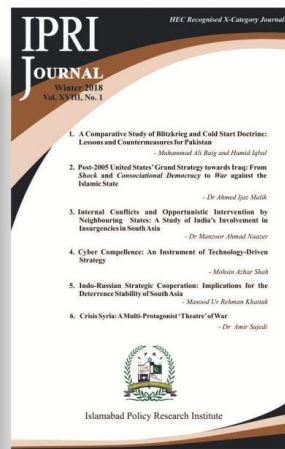 HEC Recognised X-Category Journal
IPRI
JOURNAL
Winter 2018
Vol. XVIII, No. 1
1. A Comparative Study of Blitzkrieg and Cold Start Doctrine:
Lessons and Countermeasures for Pakistan
- Muhammad Ali Baig and Hamid Iqbal
2. Post-2005 United States' Grand Strategy towards Iraq: From
Shock and Consociational Democracy to War against the
Islamic State
- Dr Ahmed Ijaz Malik
3. Internal Conflicts and Opportunistic Intervention by
Neighbouring States: A Study of India's Involvement in
Insurgencies in South Asia
- Dr Manzoor Ahmad Naazer
4. Cyber Compellence: An Instrument of Technology-Driven
Strategy
- Mohsin Azhar Shah
5. Indo-Russian Strategic Cooperation: Implications for the
Deterrence Stability of South Asia
- Masood Ur Rehman Khattak
6. Crisis Syria: A Multi-Protagonist 'Theatre' of War
- Dr Amir Sajedi
IPRI
Islamabad Policy Research Institute